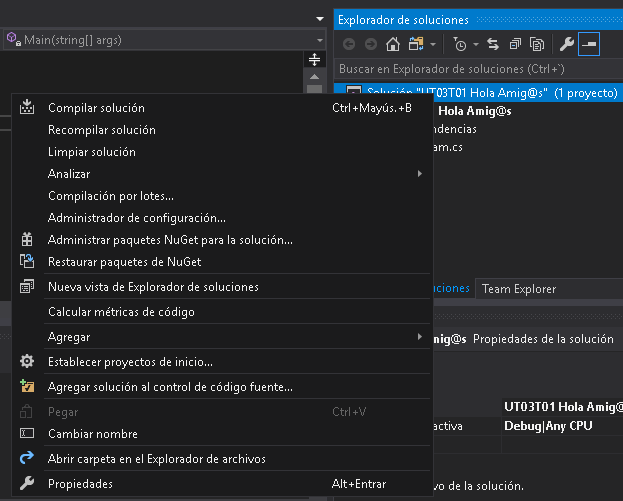 Explorador de soluciones
Main(string[] args)
Buscar en Explorador de soluciones (Ctrl+`)
Solución "UT03T01 Hola Amig@s" (1 proyecto)
Hola Amig@s
ndencias
am.cs
Compilar solución Ctrl+Mayús.+B
Recompilar solución
Limpiar solución
Analizar
Compilación por lotes...
Administrador de configuración...
Administrar paquetes NuGet para la solución...
Restaurar paquetes de NuGet
Nueva vista de Explorador de soluciones
Calcular métricas de código
Agregar
Establecer proyectos de inicio...
Agregar solución al control de código fuente...
Pegar Ctrl+V
Cambiar nombre
Abrir carpeta en el Explorador de archivos
Propiedades Alt+Entrar
uciones Team Explorer
nig@s Propiedades de la solución
UT03T01 Hola Amig@
activa Debug|Any CPU
vo de la solución.